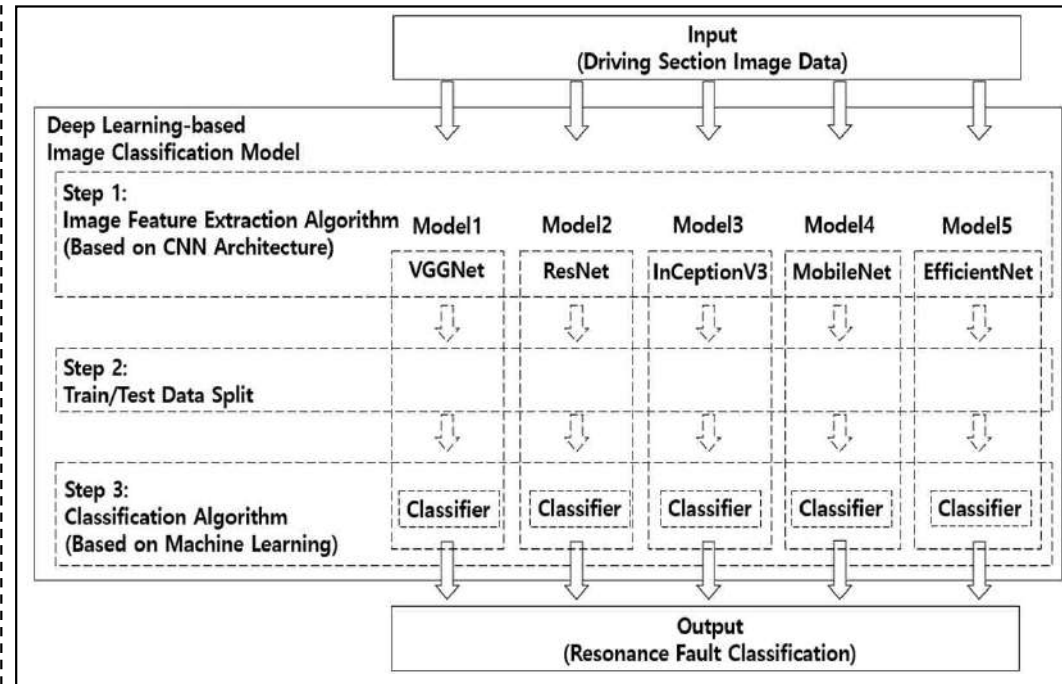 Input
(Driving Section Image Data)
Deep Learning-based
Image Classification Model
Step 1:
Image Feature Extraction Algorithm
(Based on CNN Architecture)
Model1
Model2
Model3
Model4
Model5
VGGNet
ResNet
InCeptionV3
MobileNet
EfficientNet
Step 2:
Train/Test Data Split
Step 3:
Classification Algorithm
(Based on Machine Learning)
Classifier
Classifier
Classifier
Classifier
Classifier
Output
(Resonance Fault Classification)